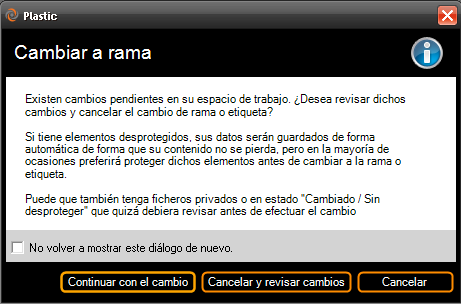 Plastic
Cambiar a rama
Existen cambios pendientes en su espacio de trabajo. ¿Desea revisar dichos
cambios y cancelar el cambio de rama o etiqueta?
Si tiene elementos desprotegidos, sus datos serán guardados de forma
automática de forma que su contenido no se pierda, pero en la mayoría de
ocasiones preferirá proteger dichos elementos antes de cambiar a la rama o
etiqueta.
Puede que también tenga ficheros privados o en estado "Cambiado / Sin
desproteger" que quizá debiera revisar antes de efectuar el cambio
No volver a mostrar este diálogo de nuevo.
Continuar con el cambio
Cancelar y revisar cambios
Cancelar